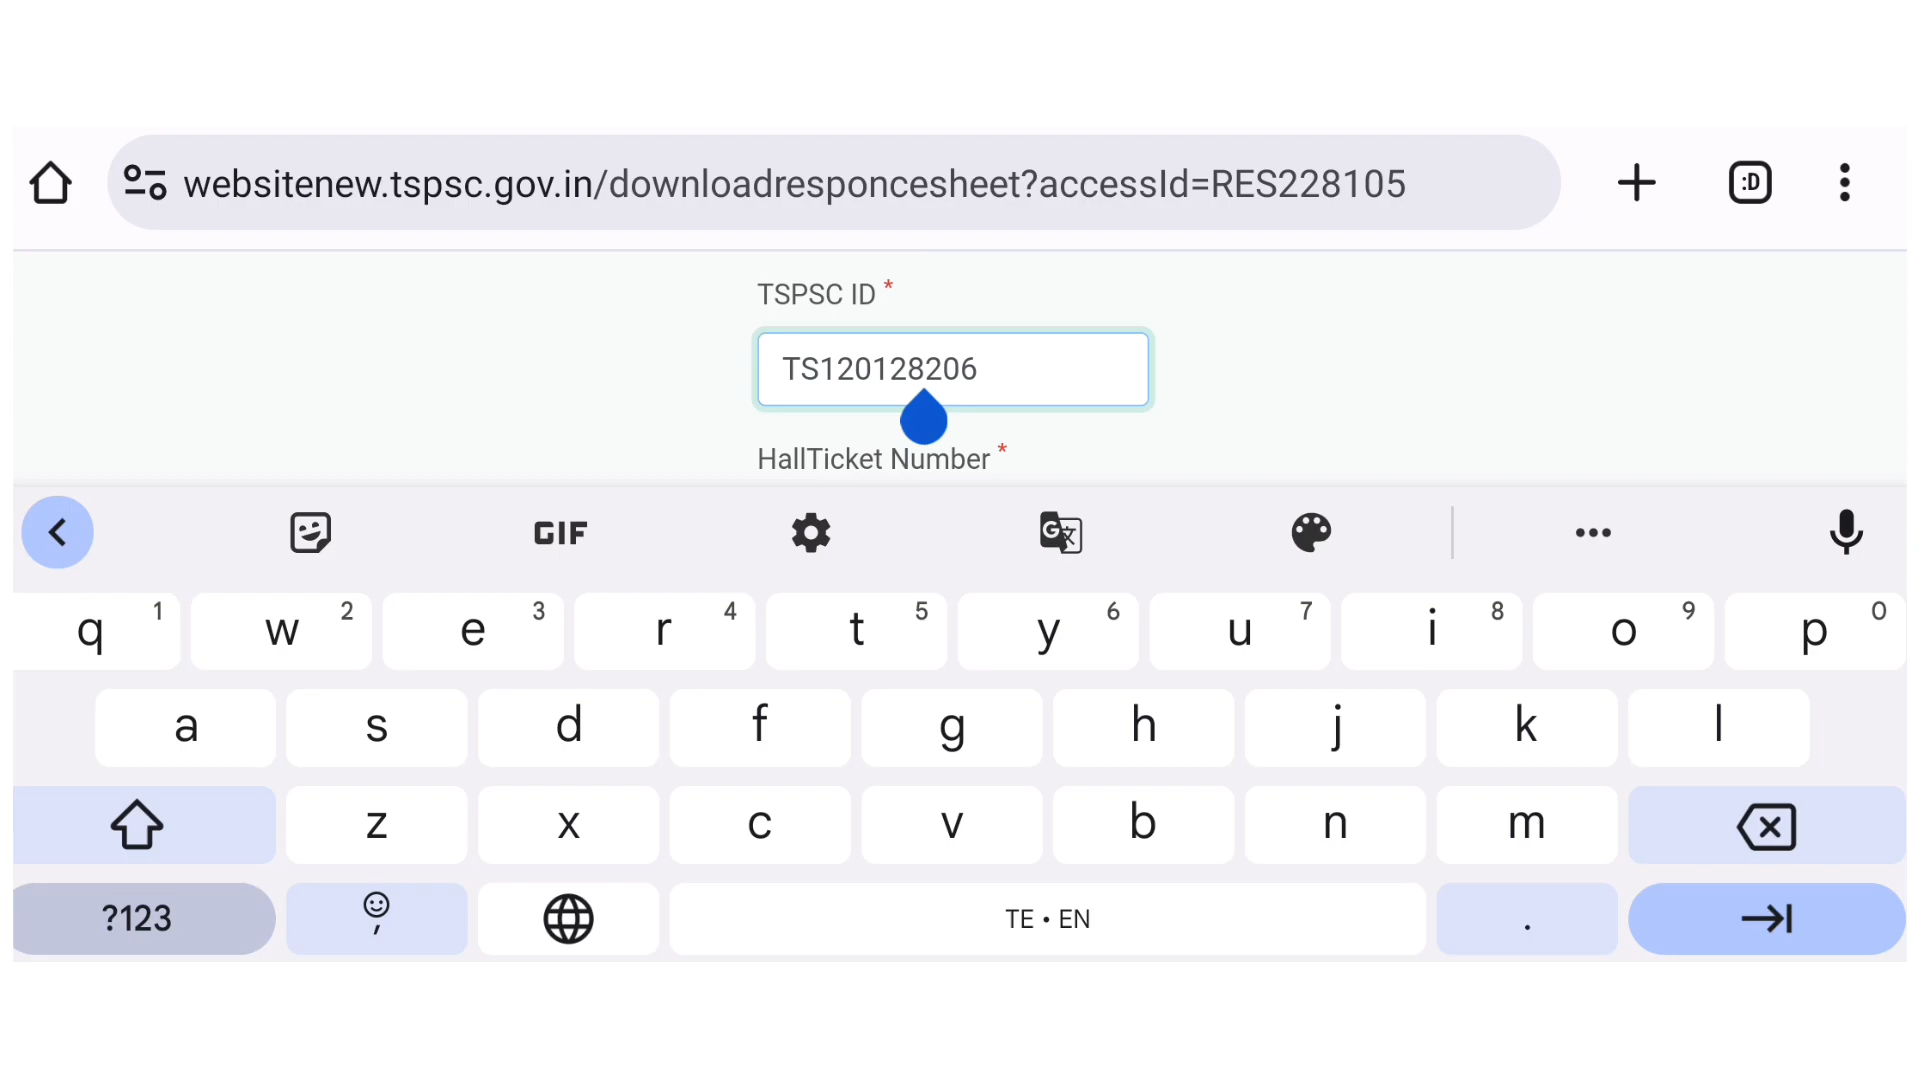 websitenew.tspsc.gov.in/downloadresponcesheet?accessId=RES228105
:D
TSPSC ID *
TS120128206
HallTicket Number *
GIF
G
q 1 w 2 e 3 r 4 t 5 y 6 u 7 i 8 o 9 p 0
a s d f g h j k l
z x c v b n m
?123 , TE • EN .